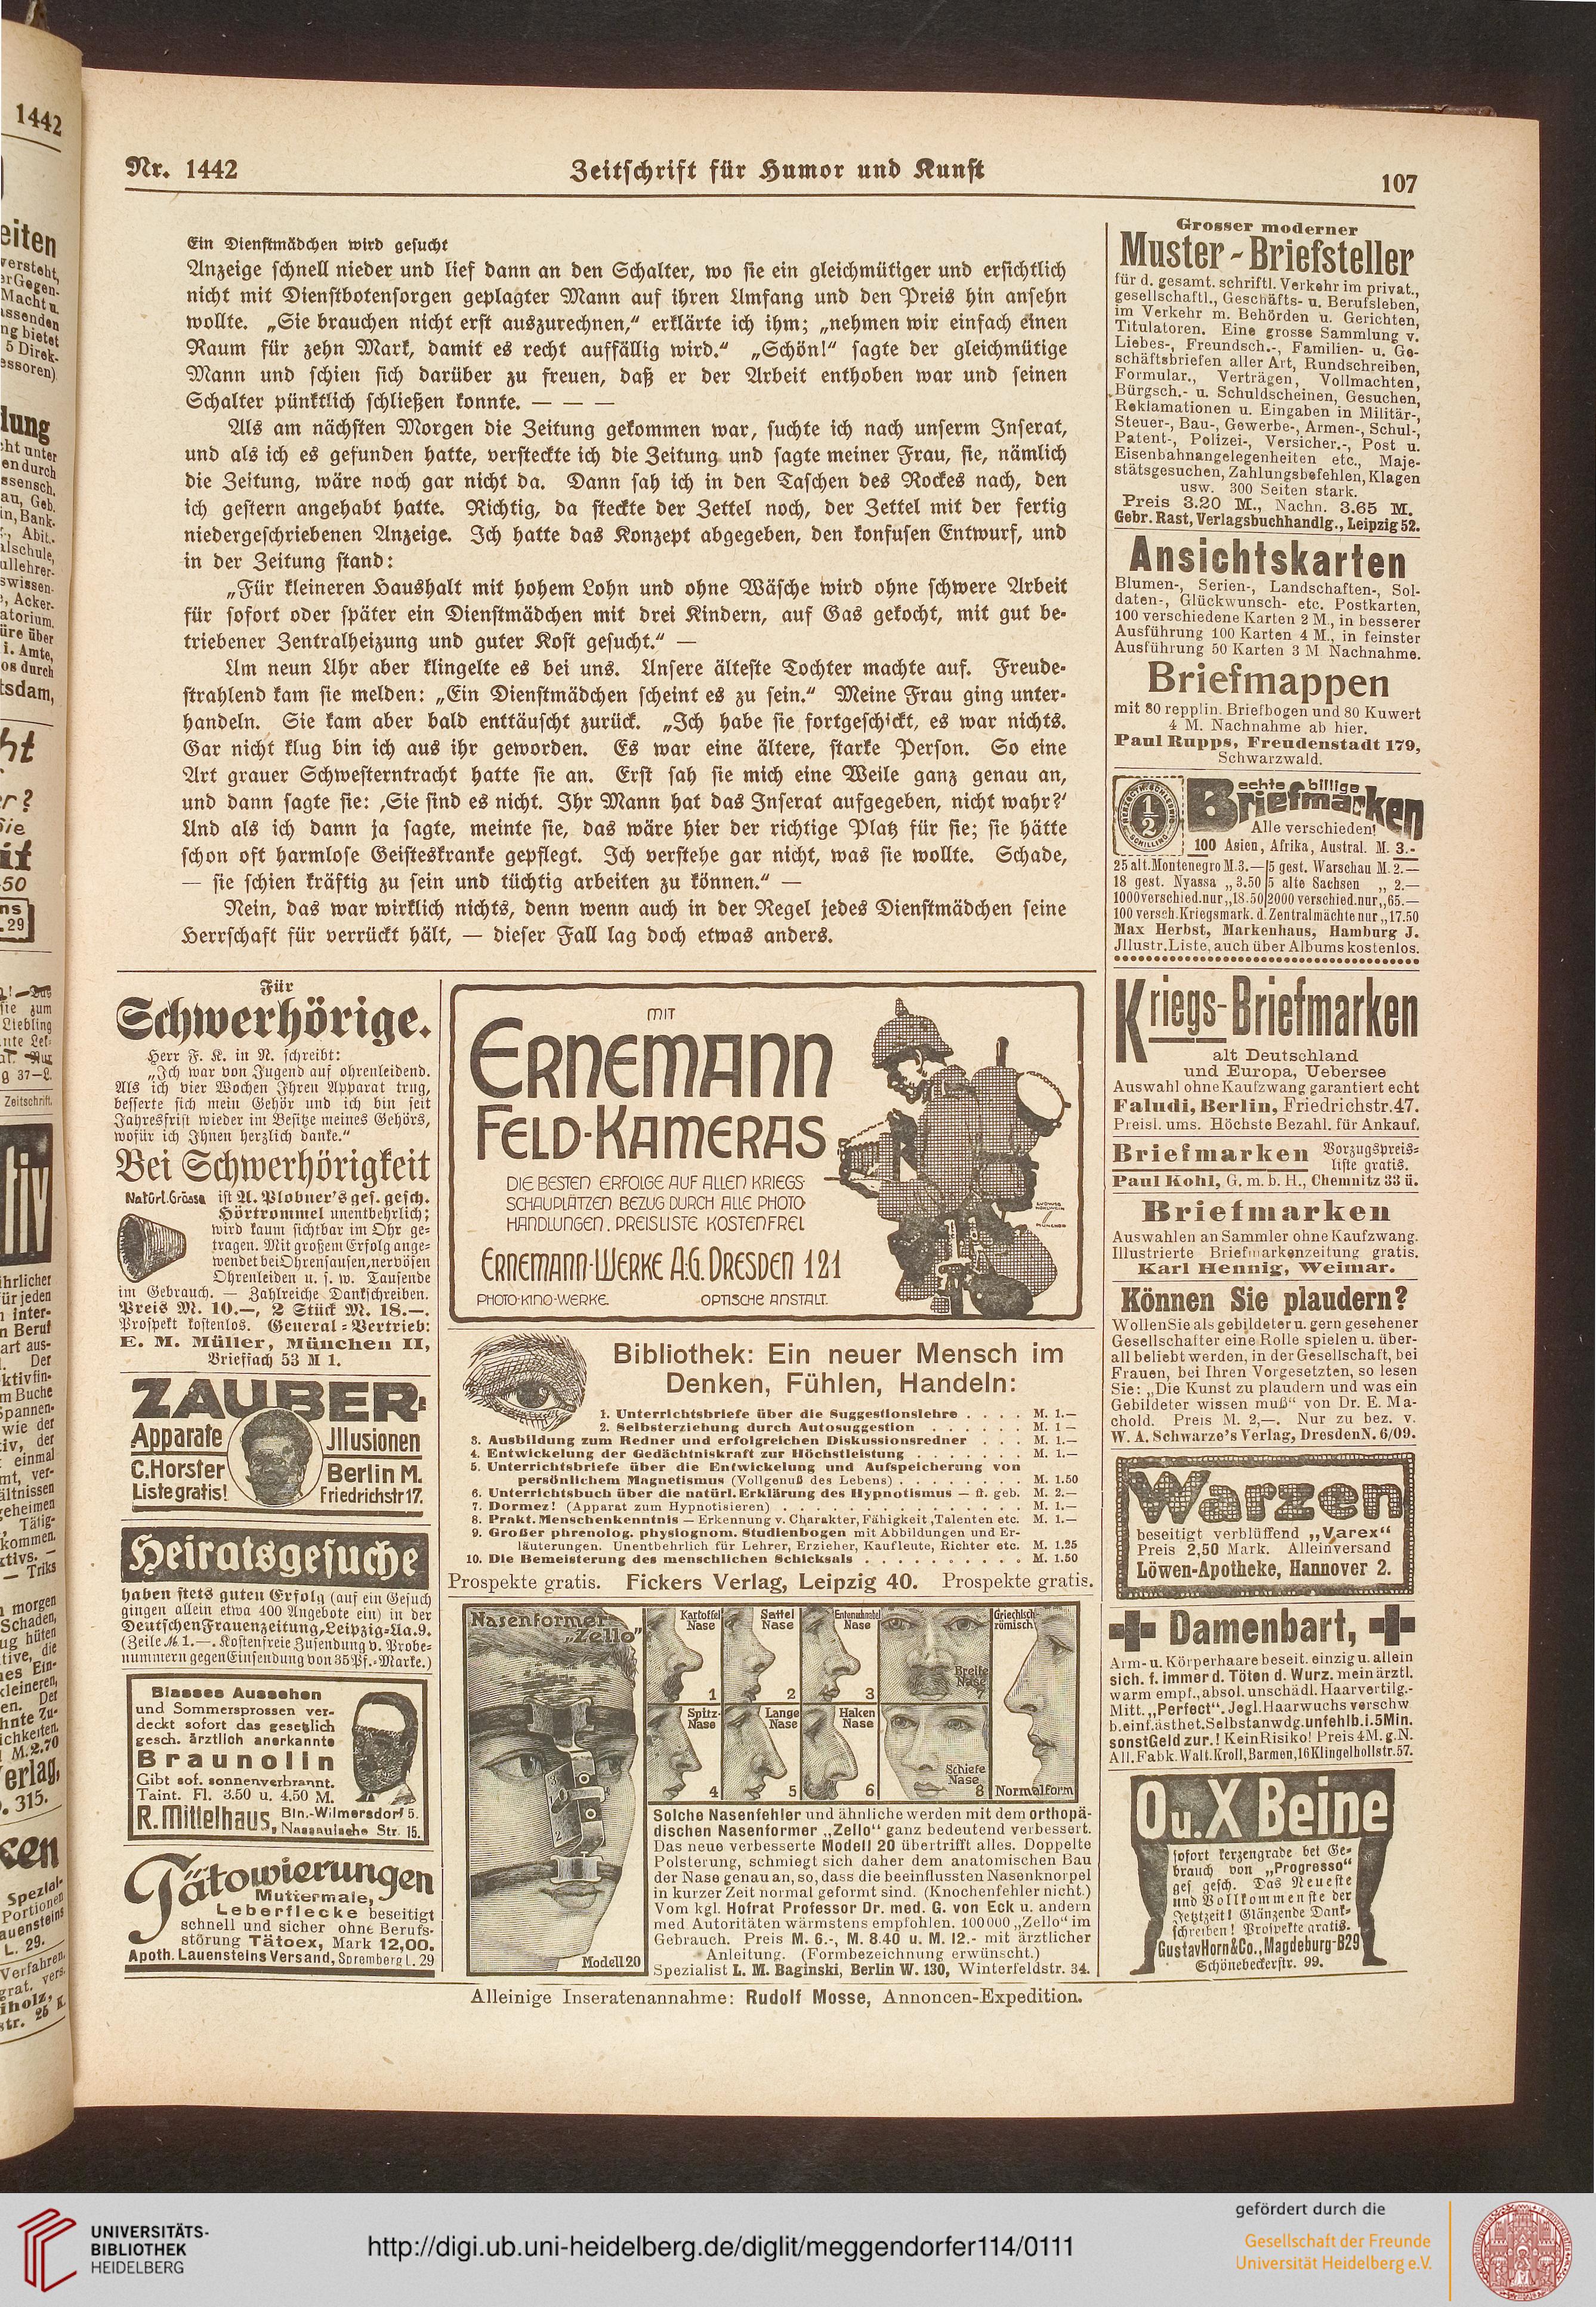 1442
Nr. 1442
Zeitschrift für Humor und Kunst
107
Ein Dienstmädchen wird gesucht
Anzeige schnell nieder und lief dann an den Schalter, wo sie ein gleichmütiger und ersichtlich
nicht mit Dienstbotensorgen geplagter Mann auf ihren Umfang und den Preis hin ansehn
wollte. „Sie brauchen nicht erst auszurechnen,“ erklärte ich ihm; „nehmen wir einfach einen
Raum für zehn Mark, damit es recht auffällig wird.“ „Schön!“ sagte der gleichmütige
Mann und schien sich darüber zu freuen, daß er der Arbeit enthoben war und seinen
Schalter pünktlich schließen konnte. — — —
Als am nächsten Morgen die Zeitung gekommen war, suchte ich nach unserm Inserat,
und als ich es gefunden hatte, versteckte ich die Zeitung und sagte meiner Frau, sie, nämlich
die Zeitung, wäre noch gar nicht da. Dann sah ich in den Taschen des Rockes nach, den
ich gestern angehabt hatte. Richtig, da steckte der Zettel noch, der Zettel mit der fertig
niedergeschriebenen Anzeige. Ich hatte das Konzept abgegeben, den konfusen Entwurf, und
in der Zeitung stand:
„Für kleineren Haushalt mit hohem Lohn und ohne Wäsche wird ohne schwere Arbeit
für sofort oder später ein Dienstmädchen mit drei Kindern, auf Gas gekocht, mit gut be-
triebener Zentralheizung und guter Kost gesucht.“ —
Um neun Uhr aber klingelte es bei uns. Unsere älteste Tochter machte auf. Freude-
strahlend kam sie melden: „Ein Dienstmädchen scheint es zu sein.“ Meine Frau ging unter-
handeln. Sie kam aber bald enttäuscht zurück. „Ich habe sie fortgeschickt, es war nichts.
Gar nicht klug bin ich aus ihr geworden. Es war eine ältere, starke Person. So eine
Art grauer Schwesterntracht hatte sie an. Erst sah sie mich eine Weile ganz genau an,
und dann sagte sie: ‚Sie sind es nicht. Ihr Mann hat das Inserat aufgegeben, nicht wahr?‘
Und als ich dann ja sagte, meinte sie, das wäre hier der richtige Platz für sie; sie hätte
schon oft harmlose Geisteskranke gepflegt. Ich verstehe gar nicht, was sie wollte. Schade,
— sie schien kräftig zu sein und tüchtig arbeiten zu können.“ —
Nein, das war wirklich nichts, denn wenn auch in der Regel jedes Dienstmädchen seine
Herrschaft für verrückt hält, — dieser Fall lag doch etwas anders.
Für
Schwerhörige.
Herr F. K. in N. schreibt:
„Ich war von Jugend auf ohrenleidend.
Als ich vier Wochen Ihren Apparat trug,
besserte sich mein Gehör und ich bin seit
Jahresfrist wieder im Besitze meines Gehörs,
wofür ich Ihnen herzlich danke.“
Bei Schwerhörigkeit
Natürl. Grösse
ist A. Plobner's ges. gesch.
Hörtrommel unentbehrlich;
wird kaum sichtbar im Ohr ge-
tragen. Mit großem Erfolg ange-
wendet bei Ohrensausen, nervösen
Ohrenleiden u. s. w. Tausende
im Gebrauch. — Zahlreiche Dankschreiben.
Preis M. 10.—, 2 Stück M. 18.—.
Prospekt kostenlos. General-Vertrieb:
E. M. Müller, München II,
Brieffach 53 M 1.
ZAUBER-
Apparate
Jllusionen
C. Horster
Berlin M.
Liste gratis!
Friedrichstr 17.
Heiratsgesuche
haben stets guten Erfolg (auf ein Gesuch
gingen allein etwa 400 Angebote ein) in der
Deutschen Frauenzeitung, Leipzig-Ua. 9.
(Zeile M 1.—. Kostenfreie Zusendung v. Probe-
nummern gegen Einsendung von 35 Pf.-Marke.)
Blasses Aussehen
und Sommersprossen ver-
deckt sofort das gesetzlich
gesch. ärztlich anerkannte
Braunolin
Gibt sof. sonnenverbrannt.
Taint. Fl. 3.50 u. 4.50 M.
R. Mittelhaus, Bln.-Wilmersdorf 5.
Nassauische Str. 15.
Tätowierungen
Muttermale,
Leberflecke beseitigt
schnell und sicher ohne Berufs-
störung Tätoex, Mark 12,00.
Apoth. Lauensteins Versand, Spremberg L. 29
MIT
ERNEMANN
FELD-KAMERAS
DIE BESTEN ERFOLGE AUF ALLEN KRIEGS-
SCHAUPLÄTZEN BEZUG DURCH ALLE PHOTO-
HANDLUNGEN. PREISLISTE KOSTENFREI
ERNEMANN-WERKE A.G. DRESDEN 121
PHOTO-KINO-WERKE.
OPTISCHE ANSTALT.
LUDWIG
HOHLWEIN
MÜNCHEN
Bibliothek: Ein neuer Mensch im
Denken, Fühlen, Handeln:
1. Unterrichtsbriefe über die Suggestionslehre . . . . M. 1.—
2. Selbsterziehung durch Autosuggestion . . . . . . M. 1 —
3. Ausbildung zum Redner und erfolgreichen Diskussionsredner . . . M. 1.—
4. Entwickelung der Gedächtniskraft zur Höchstleistung . . . . . . M. 1.—
5. Unterrichtsbriefe über die Entwickelung und Aufspeicherung von
persönlichem Magnetismus (Vollgenuß des Lebens) . . . . . . . . M. 1.50
6. Unterrichtsbuch über die natürl. Erklärung des Hypnotismus — ft. geb. M. 2.—
7. Dormez! (Apparat zum Hypnotisieren) . . . . . . . . . . . . . . M. 1.—
8. Prakt. Menschenkenntnis — Erkennung v. Charakter, Fähigkeit, Talenten etc. M. 1.—
9. Großer phrenolog. physiognom. Studienbogen mit Abbildungen und Er-
läuterungen. Unentbehrlich für Lehrer, Erzieher, Kaufleute, Richter etc. M. 1.25
10. Die Bemeisterung des menschlichen Schicksals . . . . . . . . . . M. 1.50
Prospekte gratis. Fickers Verlag, Leipzig 40. Prospekte gratis.
Nasenformer
„Zello“
Modell 20
Kartoffel Nase 1
Sattel Nase 2
Entenschnabel Nase 3
Breite Nase 7
Griechisch-römisch
Spitz-Nase 4
Lange Nase 5
Haken Nase 6
Schiefe Nase 8
Normalform
Solche Nasenfehler und ähnliche werden mit dem orthopä-
dischen Nasenformer „Zello“ ganz bedeutend verbessert.
Das neue verbesserte Modell 20 übertrifft alles. Doppelte
Polsterung, schmiegt sich daher dem anatomischen Bau
der Nase genau an, so, dass die beeinflussten Nasenknorpel
in kurzer Zeit normal geformt sind. (Knochenfehler nicht.)
Vom kgl. Hofrat Professor Dr. med. G. von Eck u. andern
med. Autoritäten wärmstens empfohlen. 100000 „Zello“ im
Gebrauch. Preis M. 6.-, M. 8.40 u. M. 12.- mit ärztlicher
Anleitung. (Formbezeichnung erwünscht.)
Spezialist L. M. Baginski, Berlin W. 130, Winterfeldstr. 34.
Grosser moderner
Muster-Briefsteller
für d. gesamt. schriftl. Verkehr im privat.,
gesellschaftl., Geschäfts- u. Berufsleben,
im Verkehr m. Behörden u. Gerichten,
Titulatoren. Eine grosse Sammlung v.
Liebes-, Freundsch.-, Familien- u. Ge-
schäftsbriefen aller Art, Rundschreiben,
Formular., Verträgen, Vollmachten,
Bürgsch.- u. Schuldscheinen, Gesuchen,
Reklamationen u. Eingaben in Militär-,
Steuer-, Bau-, Gewerbe-, Armen-, Schul-,
Patent-, Polizei-, Versicher.-, Post u.
Eisenbahnangelegenheiten etc., Maje-
stätsgesuchen, Zahlungsbefehlen, Klagen
usw. 300 Seiten stark.
Preis 3.20 M., Nachn. 3.65 M.
Gebr. Rast, Verlagsbuchhandlg., Leipzig 52.
Ansichtskarten
Blumen-, Serien-, Landschaften-, Sol-
daten-, Glückwunsch- etc. Postkarten,
100 verschiedene Karten 2 M., in besserer
Ausführung 100 Karten 4 M., in feinster
Ausführung 50 Karten 3 M Nachnahme.
Briefmappen
mit 80 repplin. Briefbogen und 80 Kuwert
4 M. Nachnahme ab hier.
Paul Rupps, Freudenstadt 179,
Schwarzwald.
echte billige
Briefmarken
Alle verschieden!
100 Asien, Afrika, Austral. M. 3.-
25 alt. Montenegro M. 3.— 5 gest. Warschau M. 2.—
18 gest. Nyassa „ 3.50 5 alte Sachsen „ 2.—
1000 verschied. nur „ 18.50 2000 verschied. nur „ 65.—
100 versch. Kriegsmark. d. Zentralmächte nur „ 17.50
Max Herbst, Markenhaus, Hamburg J.
Jllustr. Liste, auch über Albums kostenlos.
Kriegs-Briefmarken
alt Deutschland
und Europa, Uebersee
Auswahl ohne Kaufzwang garantiert echt
Faludi, Berlin, Friedrichstr. 47.
Preisl. ums. Höchste Bezahl. für Ankauf.
Briefmarken Vorzugspreis-
liste gratis.
Paul Kohl, G. m. b. H., Chemnitz 33 ü.
Briefmarken
Auswahlen an Sammler ohne Kaufzwang.
Illustrierte Briefmarkenzeitung gratis.
Karl Hennig, Weimar.
Können Sie plaudern?
Wollen Sie als gebildeter u. gern gesehener
Gesellschafter eine Rolle spielen u. über-
all beliebt werden, in der Gesellschaft, bei
Frauen, bei Ihren Vorgesetzten, so lesen
Sie: „Die Kunst zu plaudern und was ein
Gebildeter wissen muß“ von Dr. E. Ma-
chold. Preis M. 2,—. Nur zu bez. v.
W. A. Schwarze's Verlag, Dresden N. 6/09.
Warzen
beseitigt verblüffend „Varex“
Preis 2,50 Mark. Alleinversand
Löwen-Apotheke, Hannover 2.
Damenbart,
Arm- u. Körperhaare beseit. einzig u. allein
sich. f. immer d. Töten d. Wurz. mein ärztl.
warm empf., absol. unschädl. Haarvertilg.-
Mitt. „Perfect“. Jegl. Haarwuchs verschw.
b. einf. ästhet. Selbstanwdg. unfehlb. i. 5 Min.
sonst Geld zur.! Kein Risiko! Preis 4 M. g. N.
All. Fabk. Walt. Kroll, Barmen, 16 Klingelhollstr. 57.
O u. X Beine
sofort kerzengrade bei Ge-
brauch von „Progresso“
ges. gesch. Das Neueste
und Vollkommenste der
Jetztzeit! Glänzende Dank-
schreiben! Prospekte gratis.
Gustav Horn & Co., Magdeburg-B 29
Schönebeckerstr. 99.
Alleinige Inseratenannahme: Rudolf Mosse, Annoncen-Expedition.
UNIVERSITÄTS-
BIBLIOTHEK
HEIDELBERG
http://digi.ub.uni-heidelberg.de/diglit/meggendorfer114/0111
gefördert durch die
Gesellschaft der Freunde
Universität Heidelberg e.V.